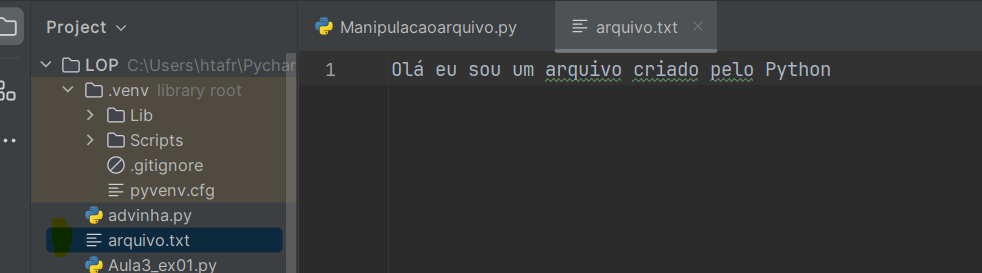 Project
LOP C:\Users\htafr\Pychar
.venv library root
Lib
Scripts
.gitignore
pyvenv.cfg
advinha.py
arquivo.txt
Aula3_ex01.py
Manipulacaoarquivo.py
arquivo.txt
1 Olá eu sou um arquivo criado pelo Python